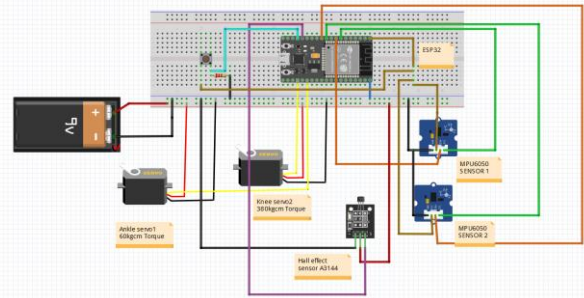 ESP32
9V
+
-
MPU6050
SENSOR 1
Knee servo2
380kgcm Torque
MPU6050
SENSOR 2
Ankle servo1
60kgcm Torque
Hall effect
sensor A3144